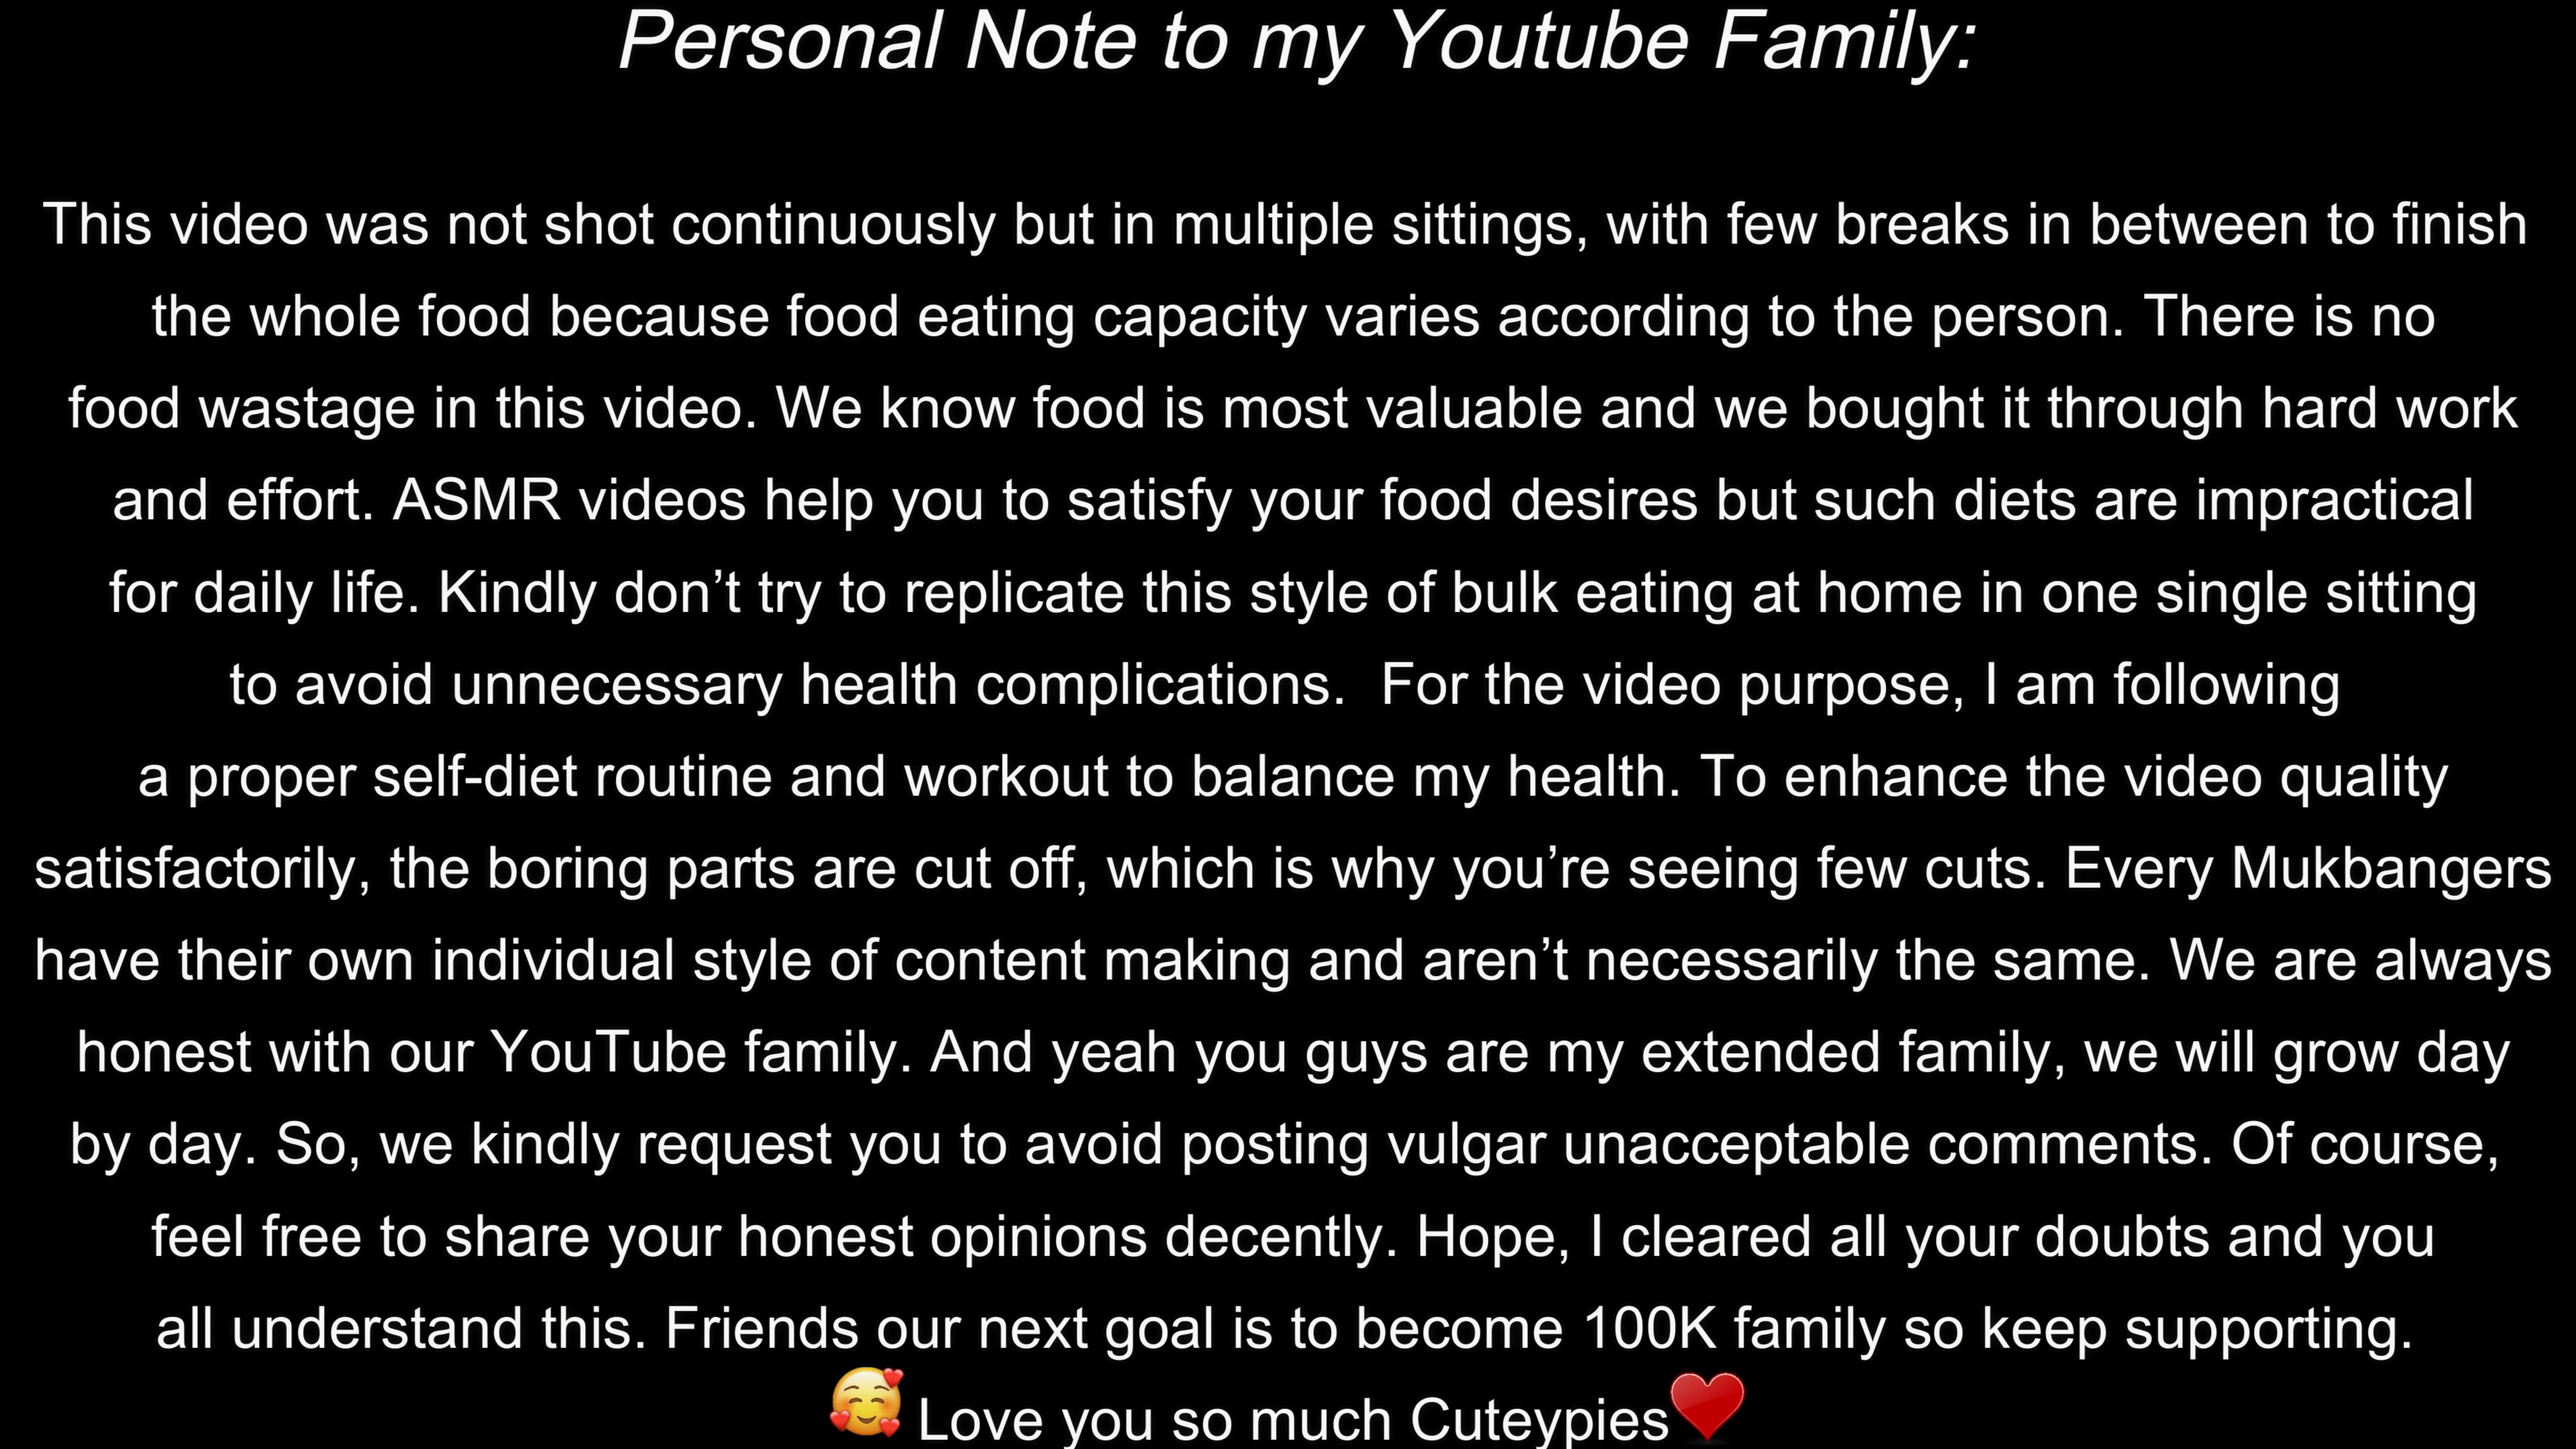 Personal Note to my Youtube Family:
This video was not shot continuously but in multiple sittings, with few breaks in between to finish
the whole food because food eating capacity varies according to the person. There is no
food wastage in this video. We know food is most valuable and we bought it through hard work
and effort. ASMR videos help you to satisfy your food desires but such diets are impractical
for daily life. Kindly don’t try to replicate this style of bulk eating at home in one single sitting
to avoid unnecessary health complications.  For the video purpose, I am following
a proper self-diet routine and workout to balance my health. To enhance the video quality
satisfactorily, the boring parts are cut off, which is why you’re seeing few cuts. Every Mukbangers
have their own individual style of content making and aren’t necessarily the same. We are always
honest with our YouTube family. And yeah you guys are my extended family, we will grow day
by day. So, we kindly request you to avoid posting vulgar unacceptable comments. Of course,
feel free to share your honest opinions decently. Hope, I cleared all your doubts and you
all understand this. Friends our next goal is to become 100K family so keep supporting.
🥰 Love you so much Cuteypies❤️